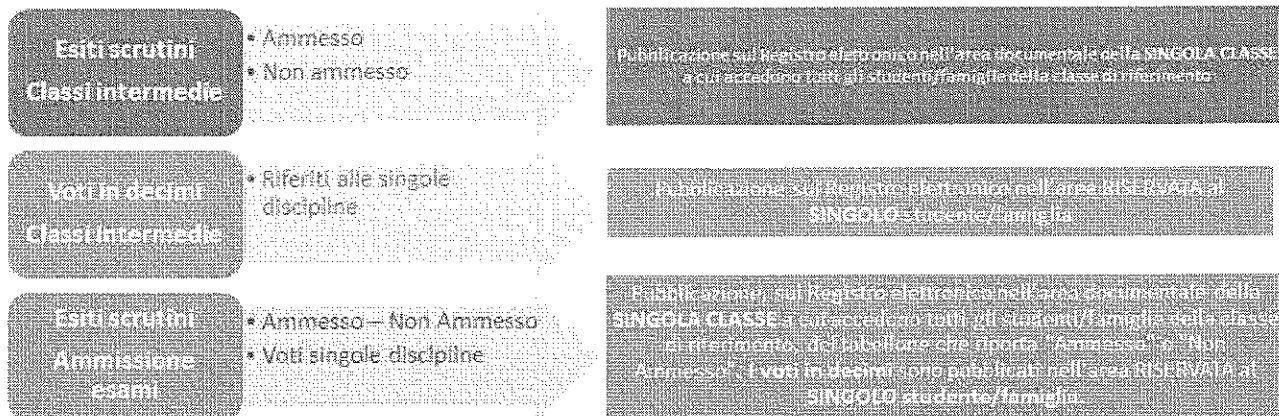 Esiti scrutini
Classi intermedie
• Ammesso
• Non ammesso
Pubblicazione sul Registro elettronico nell'area documentale della SINGOLA CLASSE
a cui accedono tutti gli studenti/famiglie della classe di riferimento
Voti in decimi
Classi intermedie
• Riferiti alle singole
discipline
Pubblicazione sul Registro elettronico nell'area RISERVATA al
SINGOLO studente/famiglia
Esiti scrutini
Ammissione
esami
• Ammesso – Non Ammesso
• Voti singole discipline
Pubblicazione, sul Registro elettronico nell'area documentale della
SINGOLA CLASSE a cui accedono tutti gli studenti/famiglie della classe
di riferimento, del tabellone che riporta "Ammesso" o "Non
Ammesso". I voti in decimi sono pubblicati nell'area RISERVATA al
SINGOLO studente/famiglia.